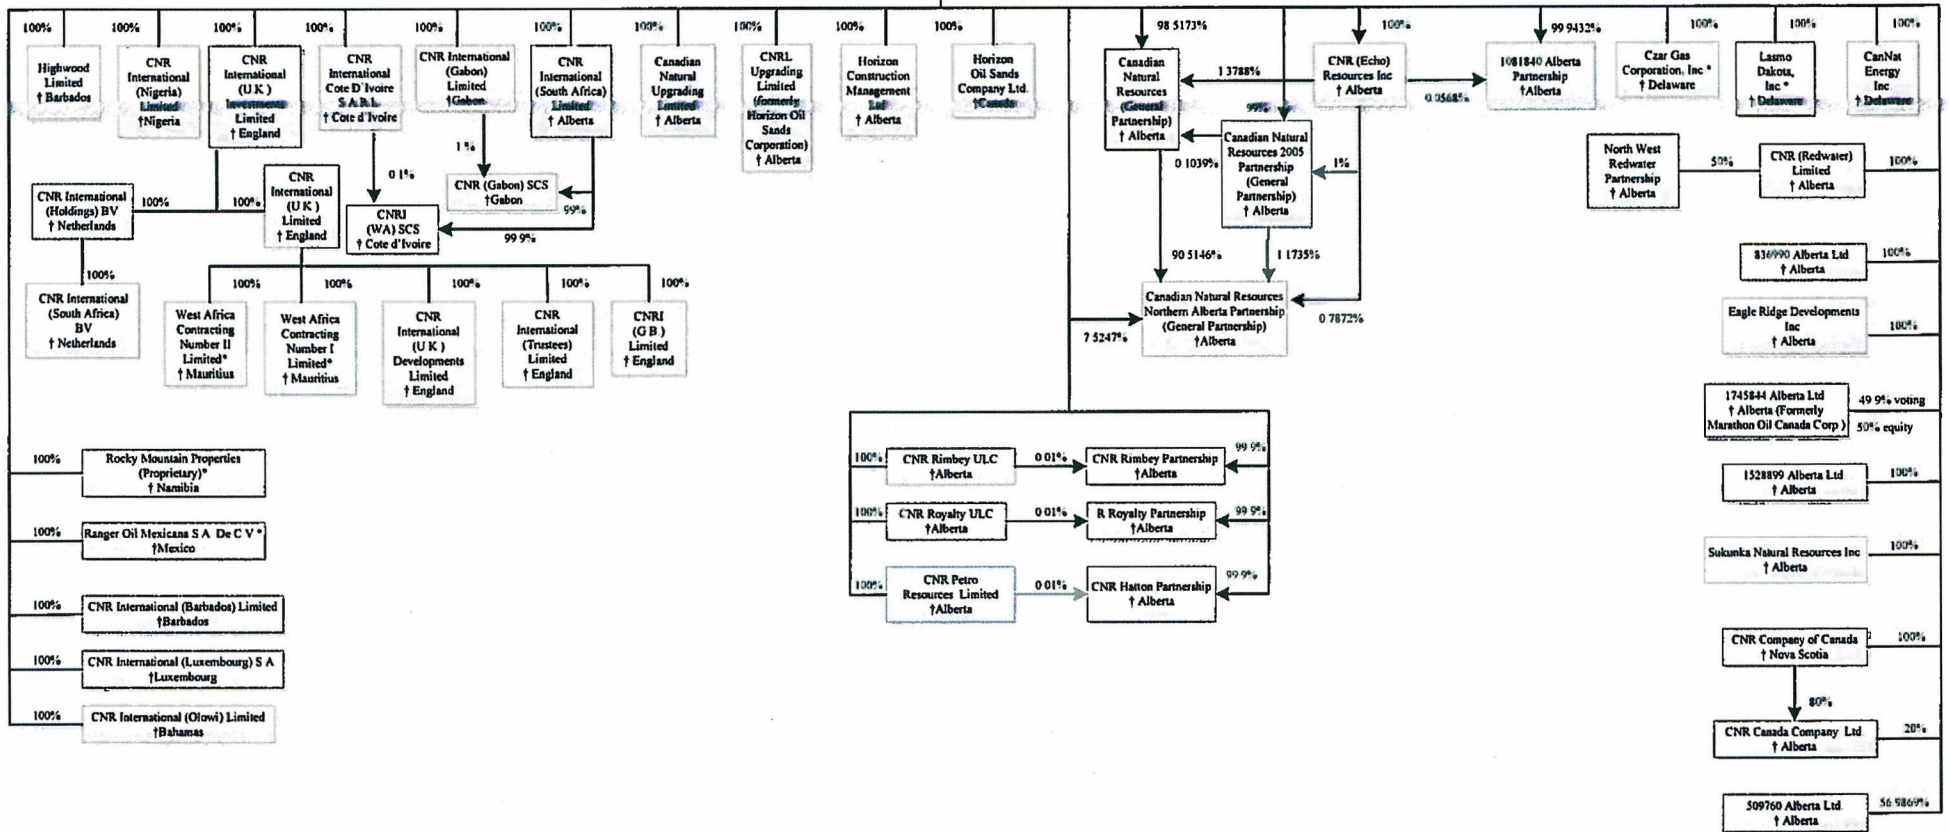 100%
100%
100%
100%
100%
100%
100%
100%
100%
100%
98 5173%
100%
99 9432%
100%
100%
100%
Highwood
Limited
† Barbados
CNR
International
(Nigeria)
Limited
†Nigeria
CNR
International
(U.K )
Investments
Limited
† England
CNR
International
Cote D'Ivoire
S.A.R.L
† Cote d'Ivoire
CNR International
(Gabon)
Limited
†Gabon
CNR
International
(South Africa)
Limited
† Alberta
Canadian
Natural
Upgrading
Limited
† Alberta
CNRL
Upgrading
Limited
(formerly
Horizon Oil
Sands
Corporation)
† Alberta
Horizon
Construction
Management
Ltd
† Alberta
Horizon
Oil Sands
Company Ltd.
†Canada
Canadian
Natural
Resources
(General
Partnership)
† Alberta
1 3788%
CNR (Echo)
Resources Inc
† Alberta
0.0568%
1081840 Alberta
Partnership
†Alberta
Czar Gas
Corporation, Inc *
† Delaware
Lasmo
Dakota,
Inc *
† Delaware
CanNat
Energy
Inc
† Delaware
99%
0 1039%
Canadian Natural
Resources 2005
Partnership
(General
Partnership)
† Alberta
1%
North West
Redwater
Partnership
† Alberta
50%
CNR (Redwater)
Limited
† Alberta
100%
1 %
0 1%
CNR (Gabon) SCS
†Gabon
99%
CNR International
(Holdings) BV
† Netherlands
100%
100%
CNR
International
(U K )
Limited
† England
CNRI
(WA) SCS
† Cote d'Ivoire
99 9%
90 5146%
1 1735%
836990 Alberta Ltd
† Alberta
100%
100%
CNR International
(South Africa)
BV
† Netherlands
100%
100%
100%
100%
100%
West Africa
Contracting
Number II
Limited*
† Mauritius
West Africa
Contracting
Number I
Limited*
† Mauritius
CNR
International
(U K )
Developments
Limited
† England
CNR
International
(Trustees)
Limited
† England
CNRI
(G B )
Limited
† England
Canadian Natural Resources
Northern Alberta Partnership
(General Partnership)
†Alberta
7 5247%
0 7872%
Eagle Ridge Developments
Inc
† Alberta
100%
1745844 Alberta Ltd
† Alberta (Formerly
Marathon Oil Canada Corp )
49 9% voting
50% equity
100%
Rocky Mountain Properties
(Proprietary)*
† Namibia
100%
CNR Rimbey ULC
†Alberta
0 01%
CNR Rimbey Partnership
†Alberta
99 9%
1528899 Alberta Ltd
† Alberta
100%
100%
Ranger Oil Mexicana S A De C V *
†Mexico
100%
CNR Royalty ULC
†Alberta
0 01%
R Royalty Partnership
†Alberta
99 9%
Sukunka Natural Resources Inc
† Alberta
100%
100%
CNR Petro
Resources Limited
†Alberta
0 01%
CNR Hatton Partnership
† Alberta
99 9%
100%
CNR International (Barbados) Limited
†Barbados
CNR Company of Canada
† Nova Scotia
100%
100%
CNR International (Luxembourg) S A
†Luxembourg
80%
100%
CNR International (Olowi) Limited
†Bahamas
CNR Canada Company Ltd
† Alberta
20%
509760 Alberta Ltd.
† Alberta
56 9869%